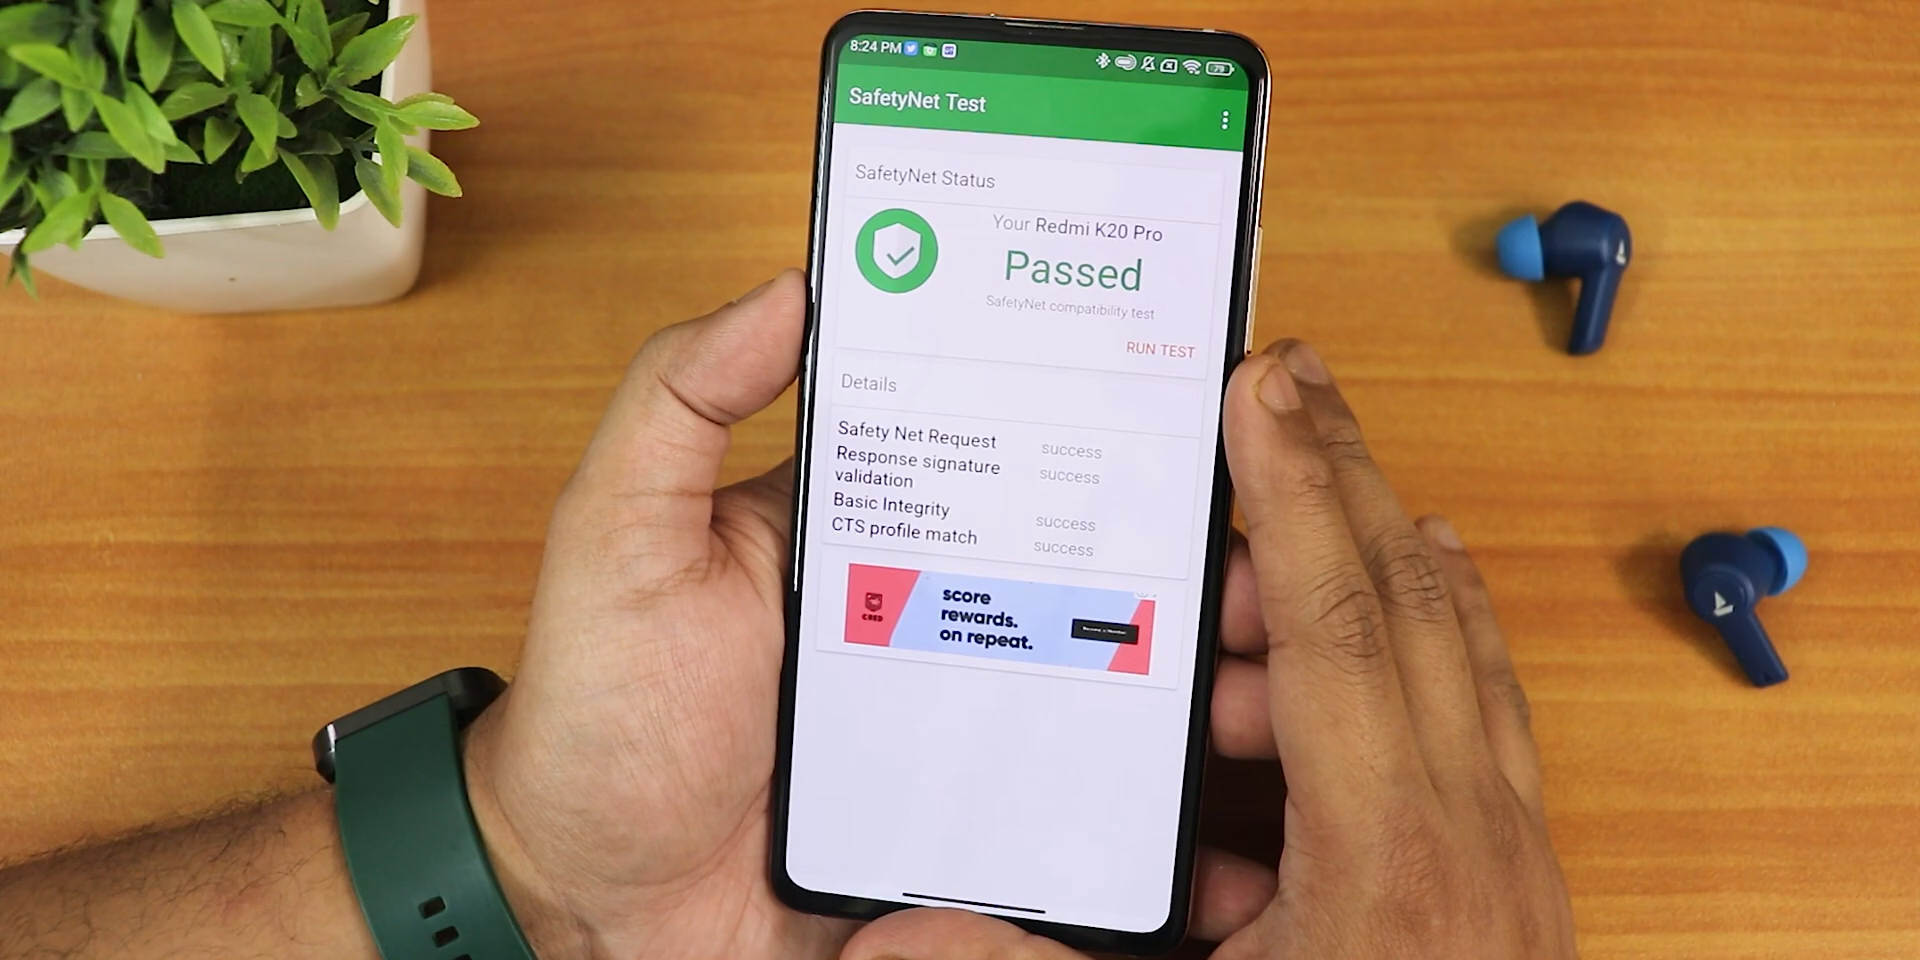 8:24 PM
79
SafetyNet Test
SafetyNet Status
Your Redmi K20 Pro
Passed
SafetyNet compatibility test
RUN TEST
Details
Safety Net Request success
Response signature success
validation
Basic Integrity success
CTS profile match success
CRED
score
rewards.
on repeat.